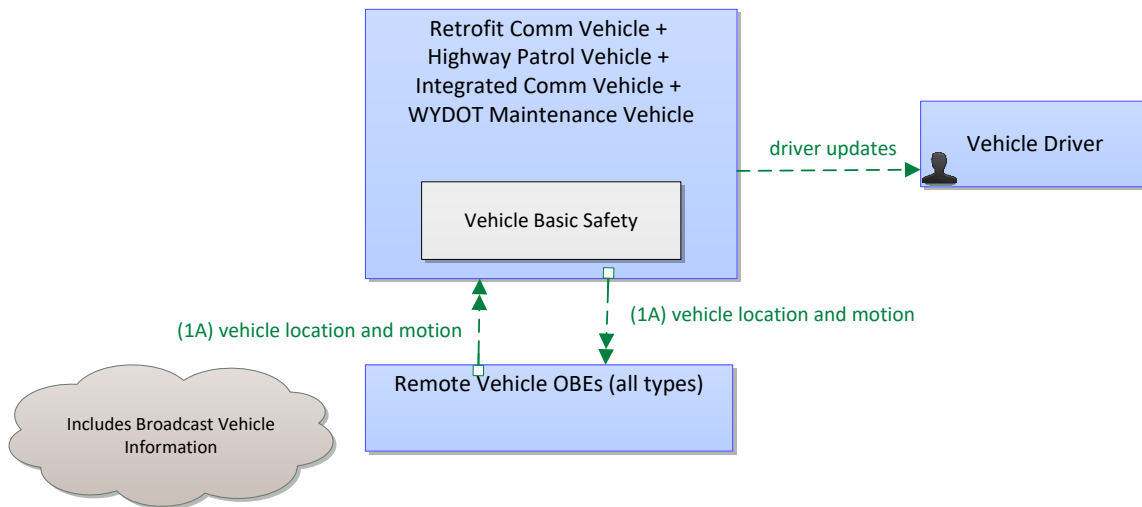 Retrofit Comm Vehicle +
Highway Patrol Vehicle +
Integrated Comm Vehicle +
WYDOT Maintenance Vehicle
driver updates
Vehicle Driver
Vehicle Basic Safety
(1A) vehicle location and motion
(1A) vehicle location and motion
Remote Vehicle OBEs (all types)
Includes Broadcast Vehicle
Information